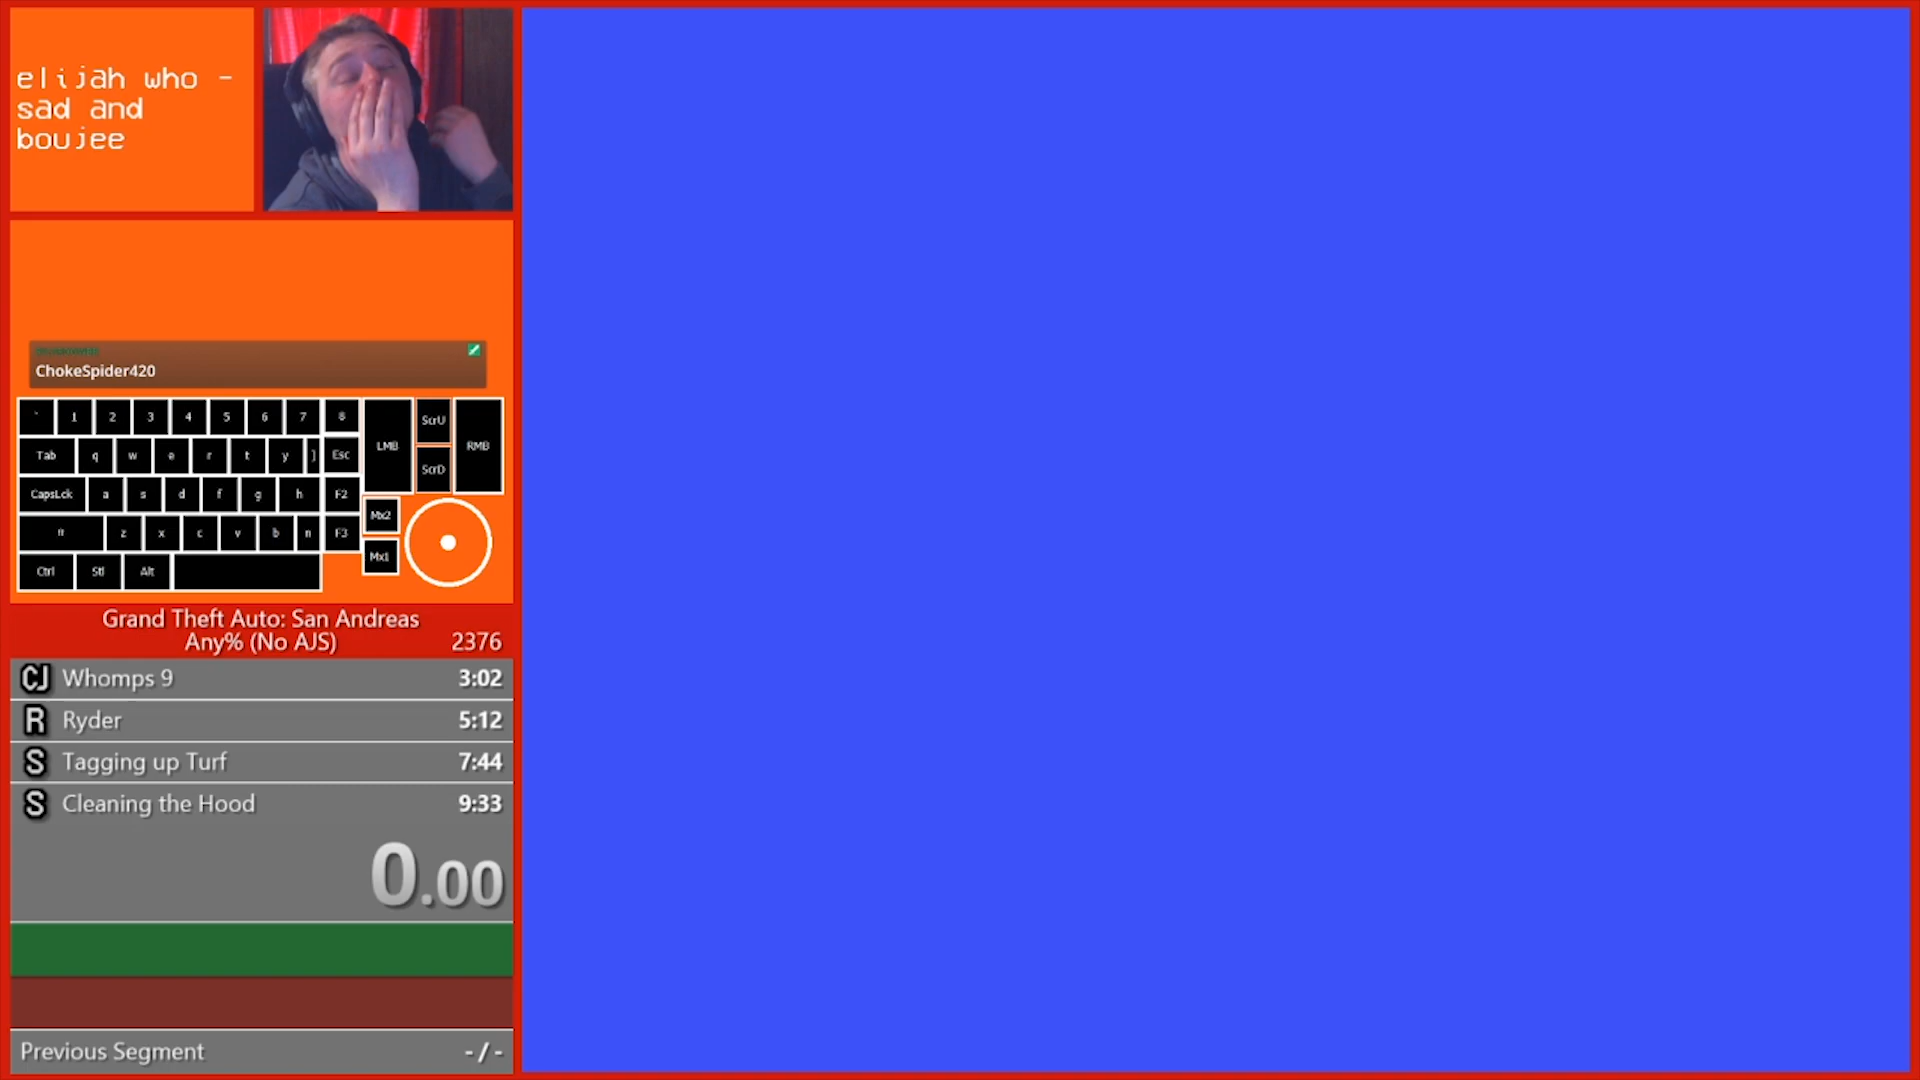 elijah who -
sad and
boujee
ChokeSpider420
` 1 2 3 4 5 6 7 8 LMB ScrU RMB
Tab q w e r t y ] Esc ScrD
CapsLck a s d f g h F2 Mx2
z x c v b n F3 Mx1
Ctrl Stl Alt
Grand Theft Auto: San Andreas
Any% (No AJS) 2376
CJ Whomps 9 3:02
R Ryder 5:12
S Tagging up Turf 7:44
S Cleaning the Hood 9:33
0.00
Previous Segment - / -